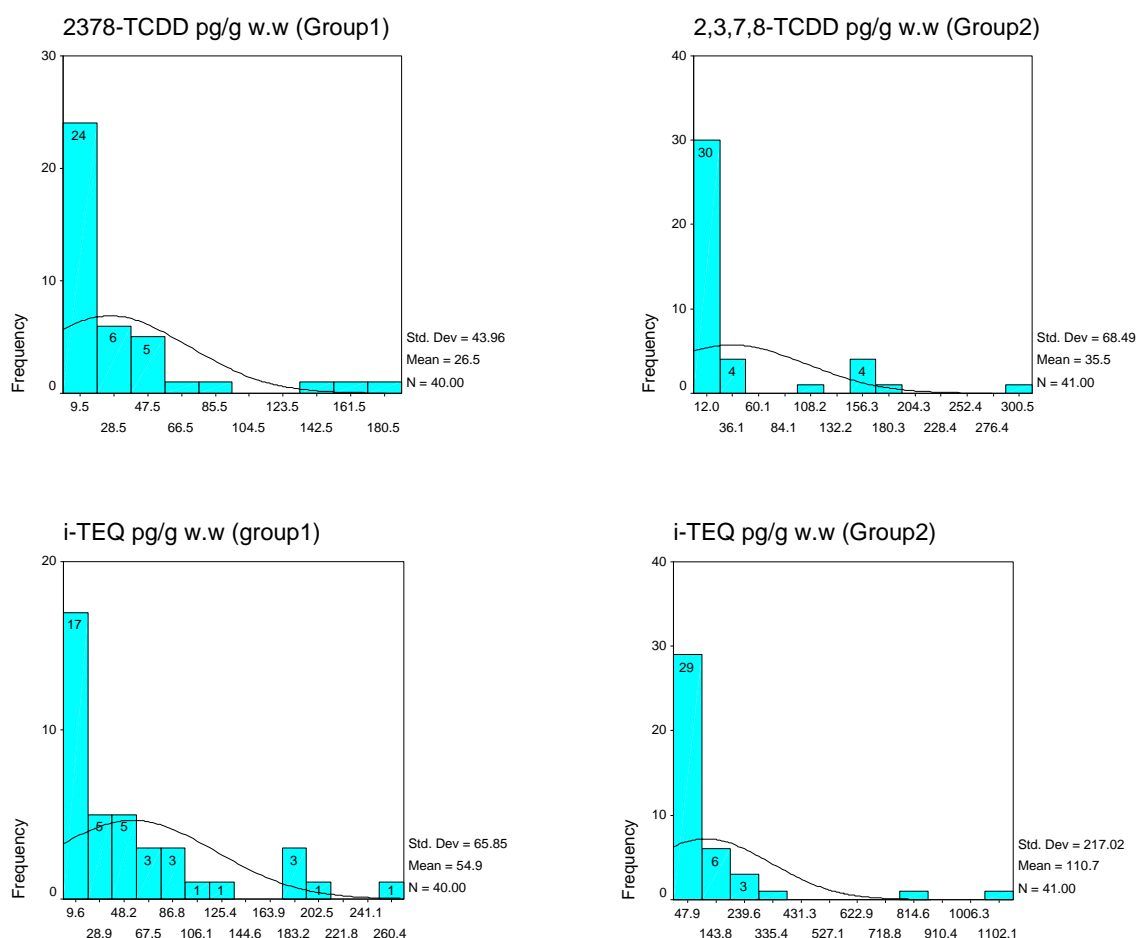 2378-TCDD pg/g w.w (Group1)
30
20
10
0
Frequency
24
6
5
Std. Dev = 43.96
Mean = 26.5
N = 40.00
9.5 47.5 85.5 123.5 161.5
28.5 66.5 104.5 142.5 180.5
2,3,7,8-TCDD pg/g w.w (Group2)
40
30
20
10
0
Frequency
30
4
4
Std. Dev = 68.49
Mean = 35.5
N = 41.00
12.0 60.1 108.2 156.3 204.3 252.4 300.5
36.1 84.1 132.2 180.3 228.4 276.4
i-TEQ pg/g w.w (group1)
20
10
0
Frequency
17
5 5
3 3
1 1
3
1
1
Std. Dev = 65.85
Mean = 54.9
N = 40.00
9.6 48.2 86.8 125.4 163.9 202.5 241.1
28.9 67.5 106.1 144.6 183.2 221.8 260.4
i-TEQ pg/g w.w (Group2)
40
30
20
10
0
Frequency
29
6
3
Std. Dev = 217.02
Mean = 110.7
N = 41.00
47.9 239.6 431.3 622.9 814.6 1006.3
143.8 335.4 527.1 718.8 910.4 1102.1